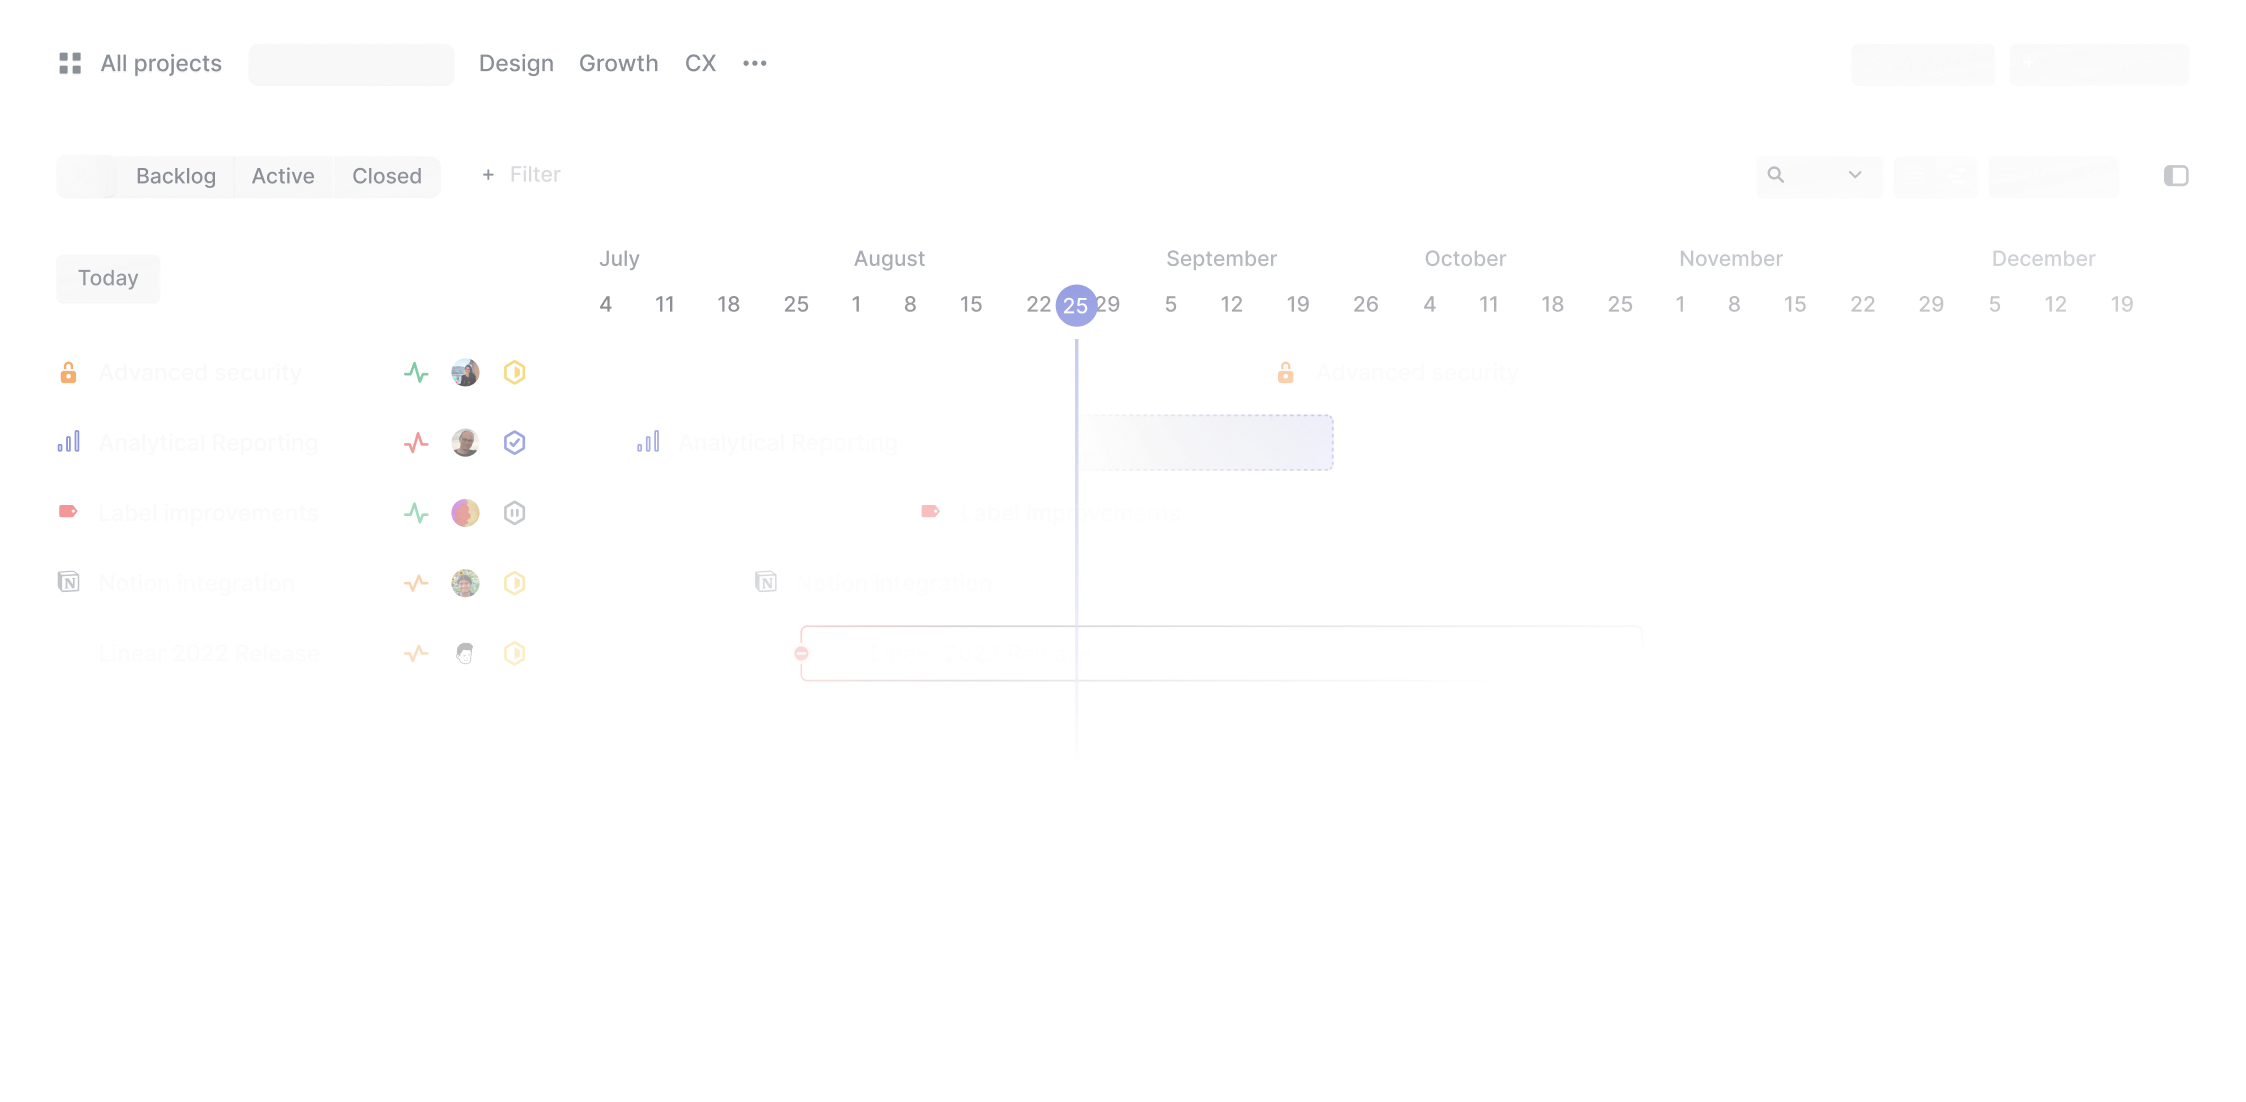 All projects Design Growth CX •••
Backlog Active Closed + Filter
July August September October November December
Today
4 11 18 25 1 8 15 22 25 29 5 12 19 26 4 11 18 25 1 8 15 22 29 5 12 19
Advanced security Advanced security
Analytical Reporting Analytical Reporting
Label improvements Label improvements
Notion Integration Notion Integration
Linear 2022 Release